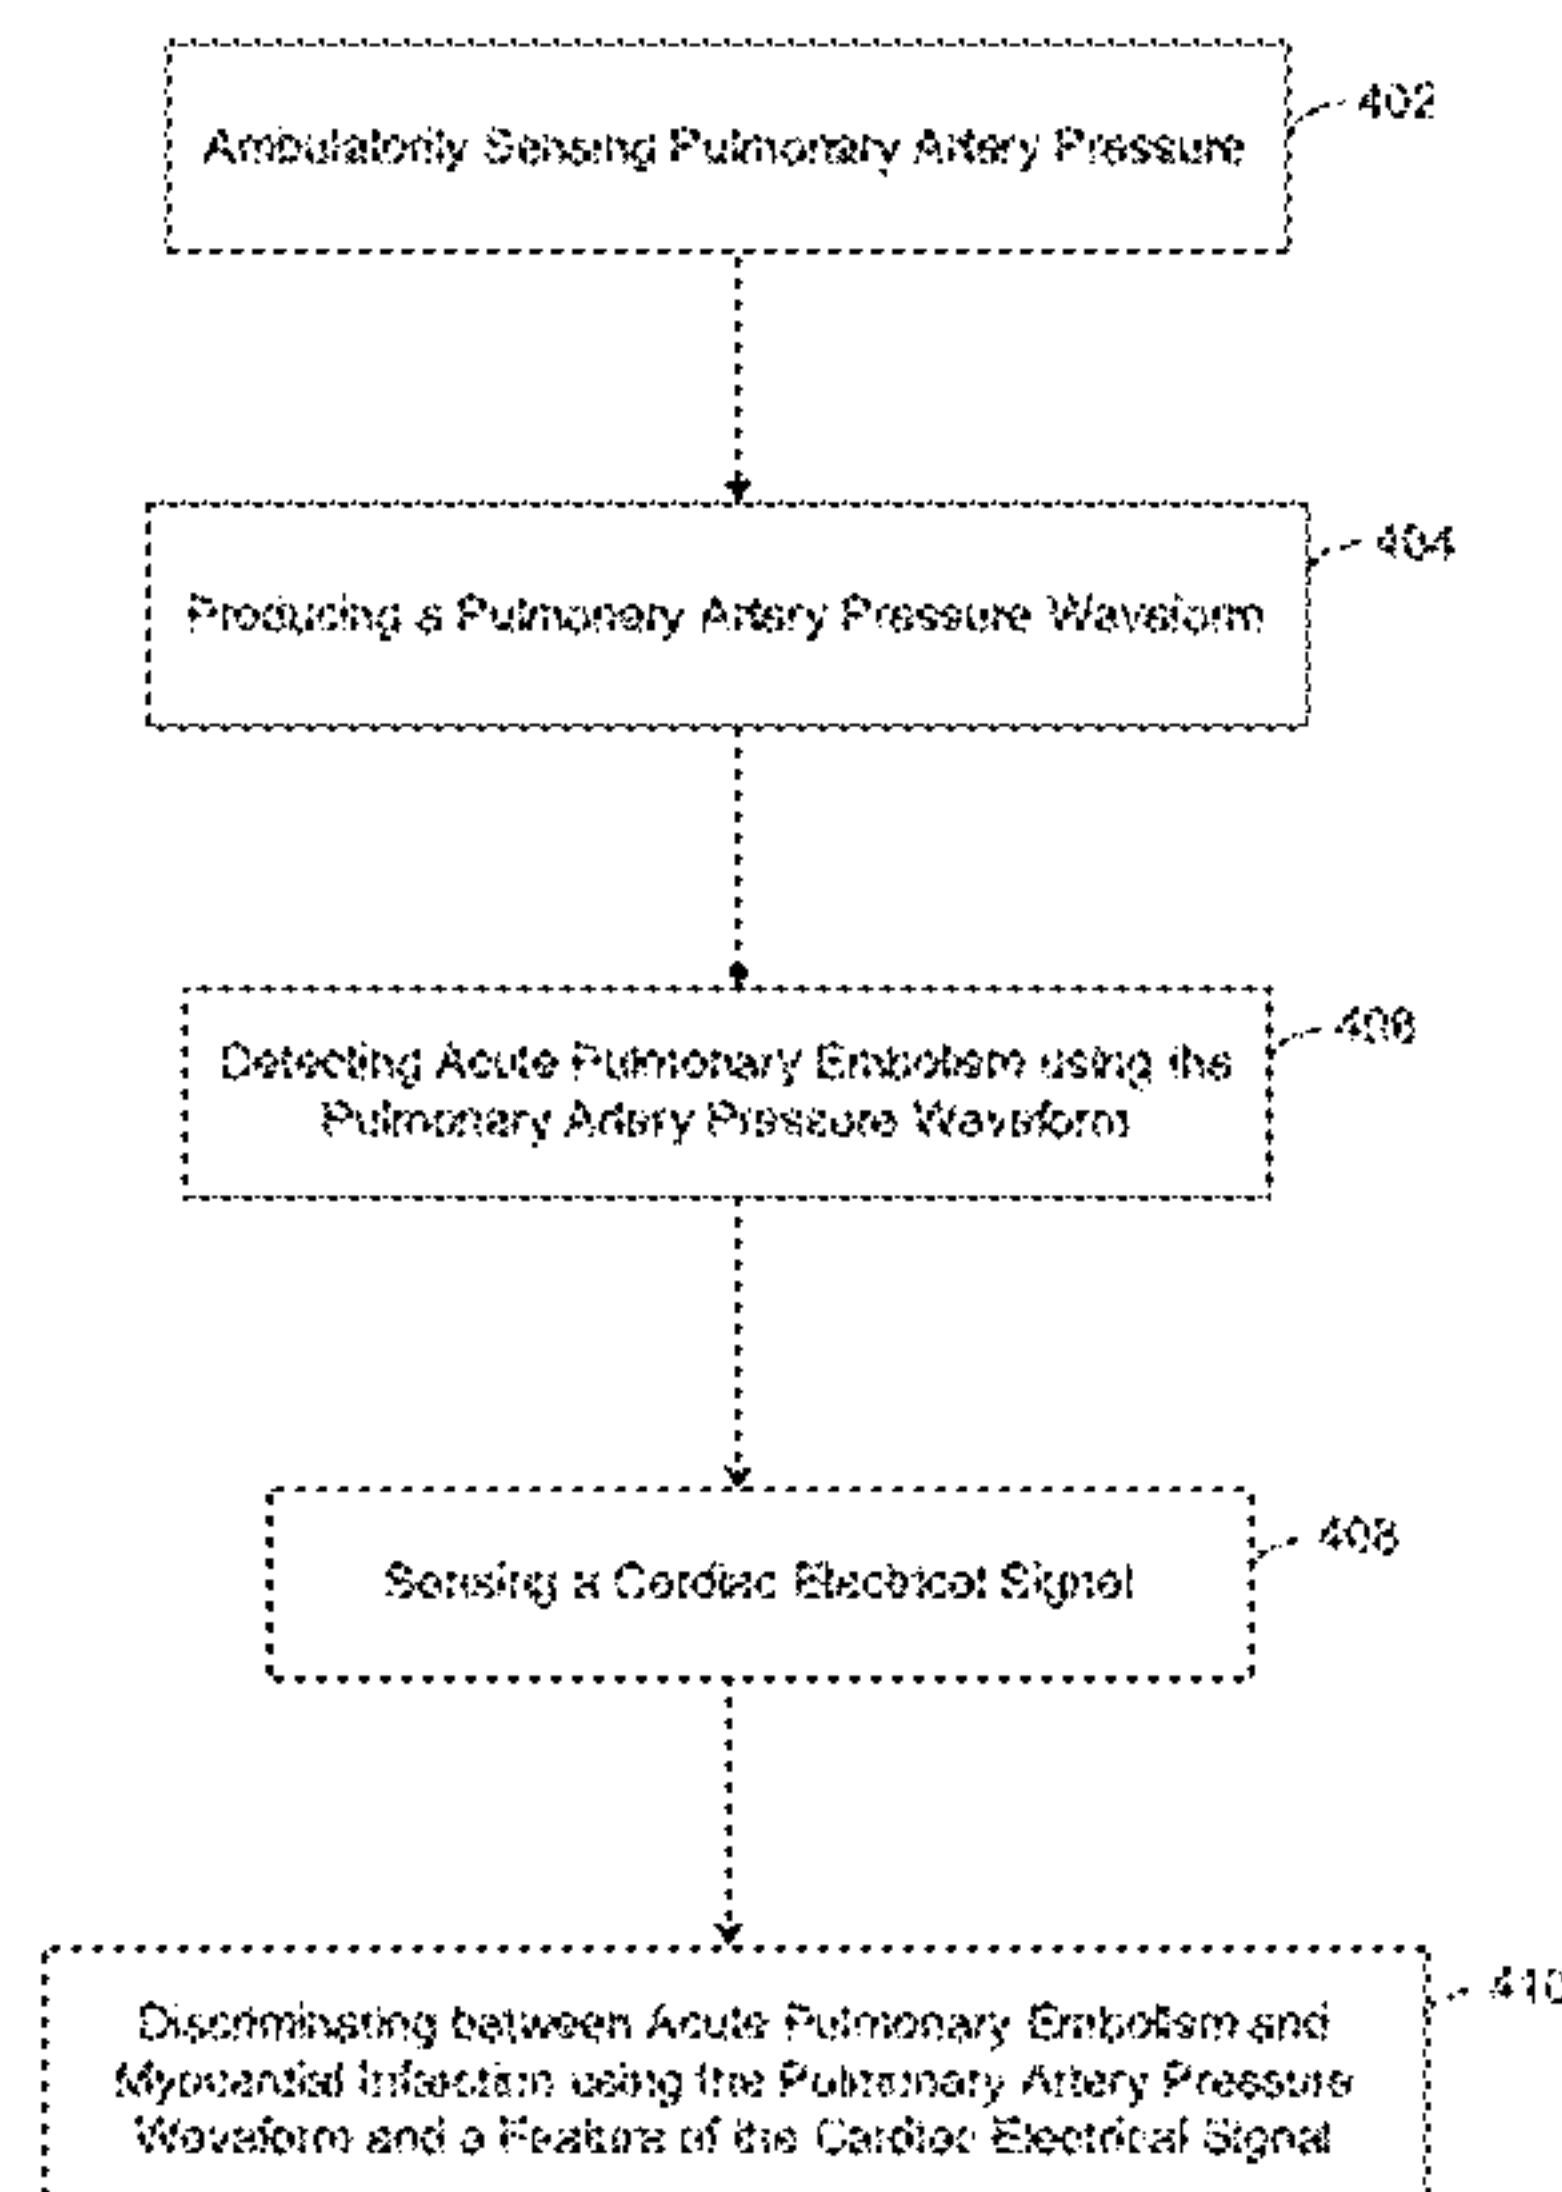 Ambulatorily Sensing Pulmonary Artery Pressure
402
Producing a Pulmonary Artery Pressure Waveform
404
Detecting Acute Pulmonary Embolism using the
Pulmonary Artery Pressure Waveform
406
Sensing a Cardiac Electrical Signal
408
Discriminating between Acute Pulmonary Embolism and
Myocardial Infarction using the Pulmonary Artery Pressure
Waveform and a Feature of the Cardiac Electrical Signal
410